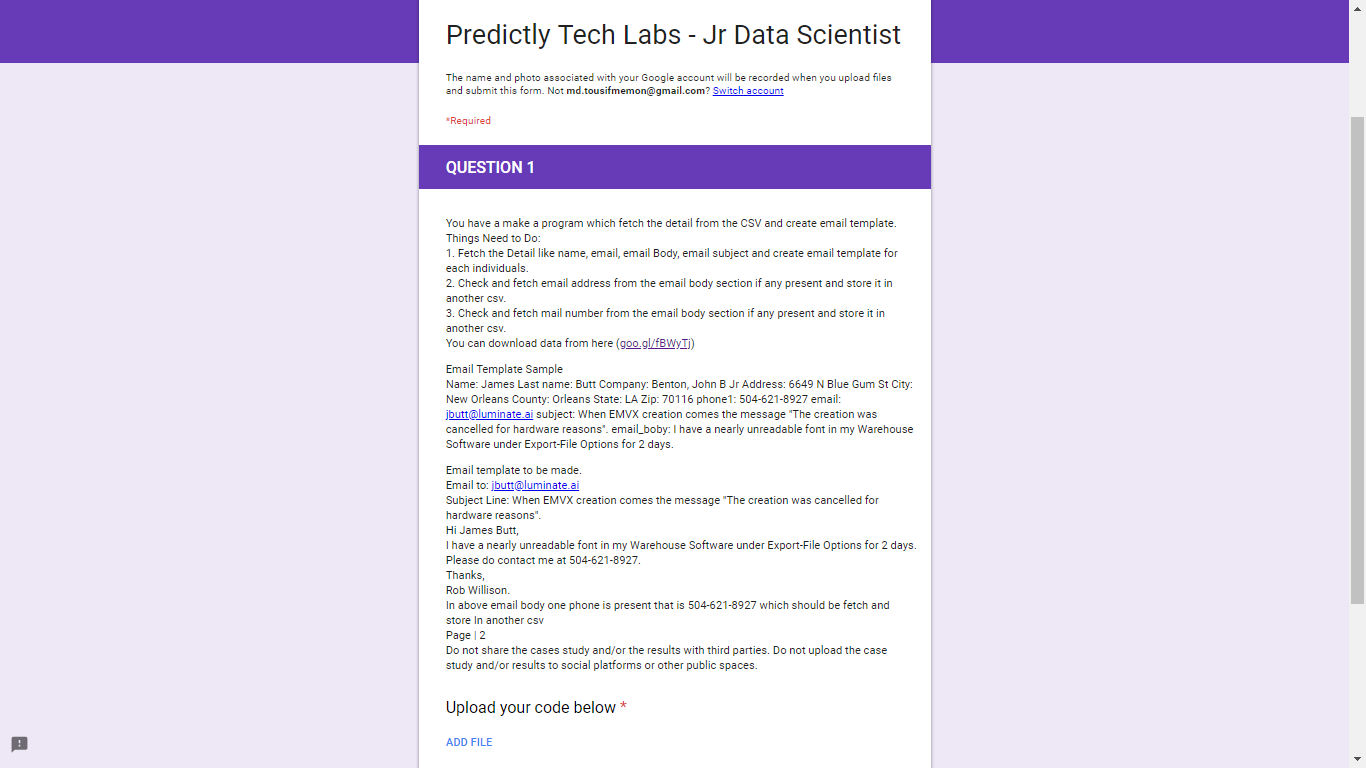 Predictly Tech Labs - Jr Data Scientist
The name and photo associated with your Google account will be recorded when you upload files
and submit this form. Not md.tousifmemon@gmail.com? Switch account
*Required
QUESTION 1
You have a make a program which fetch the detail from the CSV and create email template.
Things Need to Do:
1. Fetch the Detail like name, email, email Body, email subject and create email template for
each individuals.
2. Check and fetch email address from the email body section if any present and store it in
another csv.
3. Check and fetch mail number from the email body section if any present and store it in
another csv.
You can download data from here (goo.gl/fBWyTj)
Email Template Sample
Name: James Last name: Butt Company: Benton, John B Jr Address: 6649 N Blue Gum St City:
New Orleans County: Orleans State: LA Zip: 70116 phone1: 504-621-8927 email:
jbutt@luminate.ai subject: When EMVX creation comes the message "The creation was
cancelled for hardware reasons". email_boby: I have a nearly unreadable font in my Warehouse
Software under Export-File Options for 2 days.
Email template to be made.
Email to: jbutt@luminate.ai
Subject Line: When EMVX creation comes the message "The creation was cancelled for
hardware reasons".
Hi James Butt,
I have a nearly unreadable font in my Warehouse Software under Export-File Options for 2 days.
Please do contact me at 504-621-8927.
Thanks,
Rob Willison.
In above email body one phone is present that is 504-621-8927 which should be fetch and
store In another csv
Page | 2
Do not share the cases study and/or the results with third parties. Do not upload the case
study and/or results to social platforms or other public spaces.
Upload your code below *
ADD FILE